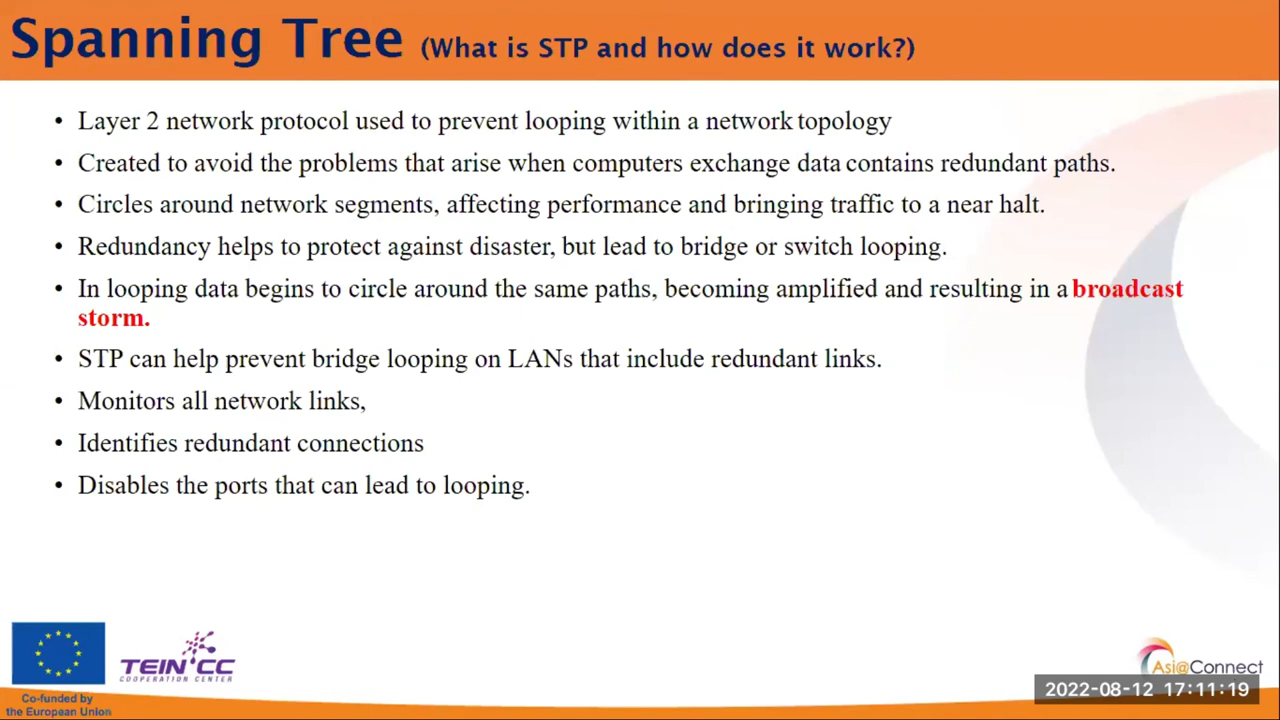 Spanning Tree (What is STP and how does it work?)
• Layer 2 network protocol used to prevent looping within a network topology
• Created to avoid the problems that arise when computers exchange data contains redundant paths.
• Circles around network segments, affecting performance and bringing traffic to a near halt.
• Redundancy helps to protect against disaster, but lead to bridge or switch looping.
• In looping data begins to circle around the same paths, becoming amplified and resulting in a broadcast
storm.
• STP can help prevent bridge looping on LANs that include redundant links.
• Monitors all network links,
• Identifies redundant connections
• Disables the ports that can lead to looping.
TEIN*CC
COOPERATION CENTER
Co-funded by
the European Union
Asi@Connect
2022-08-12 17:11:19